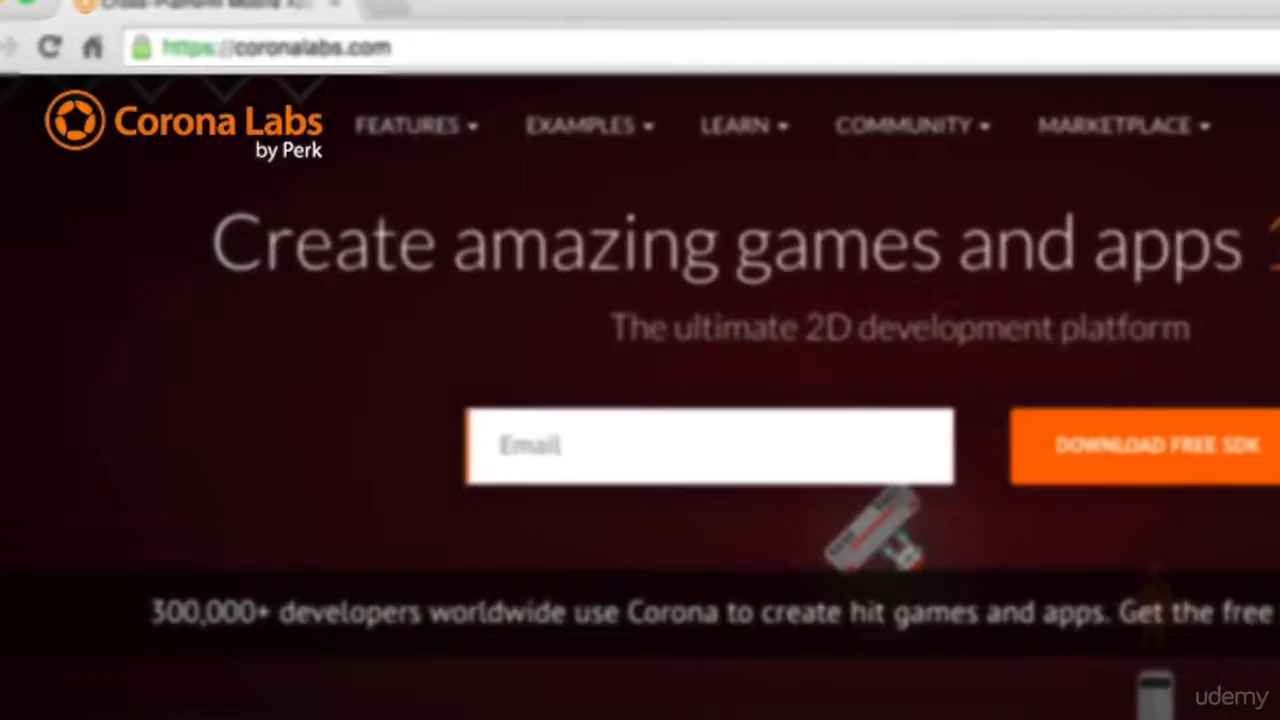 https://coronalabs.com
Corona Labs
by Perk
FEATURES EXAMPLES LEARN COMMUNITY MARKETPLACE
Create amazing games and apps
The ultimate 2D development platform
Email
DOWNLOAD FREE SDK
300,000+ developers worldwide use Corona to create hit games and apps. Get the free
udemy